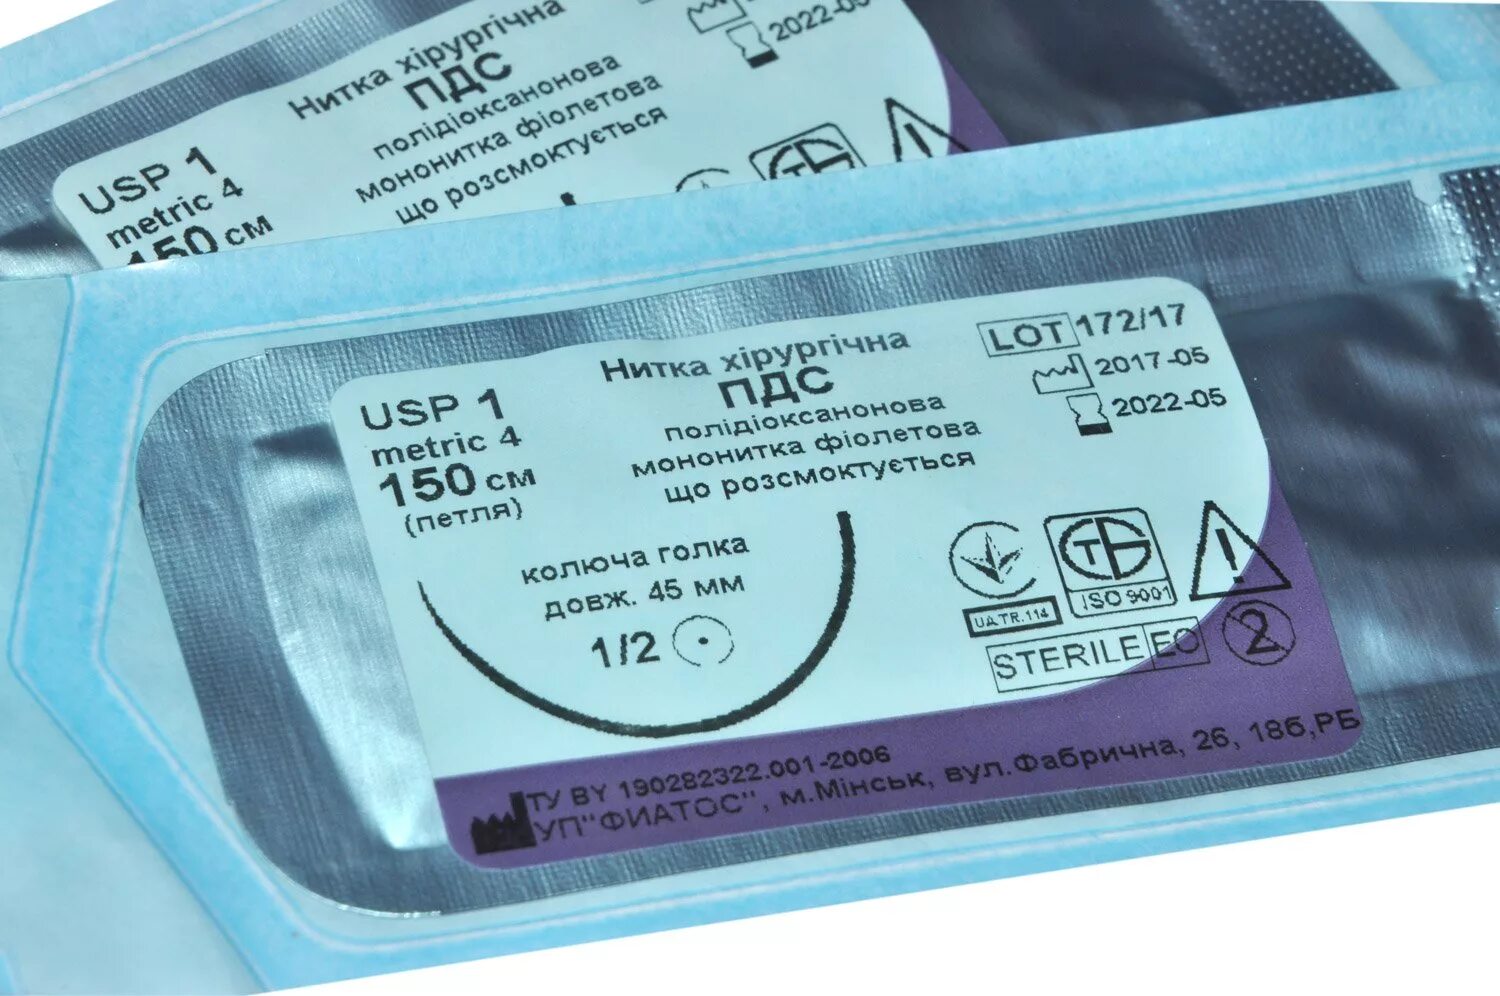 Нитка хірургічна
ПДС
полідіоксанонова
мононитка фіолетова
що розсмоктується
USP 1
metric 4
150 см
2022-05
Нитка хірургічна
ПДС
полідіоксанонова
мононитка фіолетова
що розсмоктується
USP 1
metric 4
150 см
(петля)
LOT 172/17
2017-05
2022-05
колюча голка
довж. 45 мм
1/2
СТБ
ISO 9001
UA.TR.114
STERILE EO
2
ТУ BY 190282322.001-2006
УП"ФИАТОС", м.Мінськ, вул.Фабрична, 26, 18б,РБ